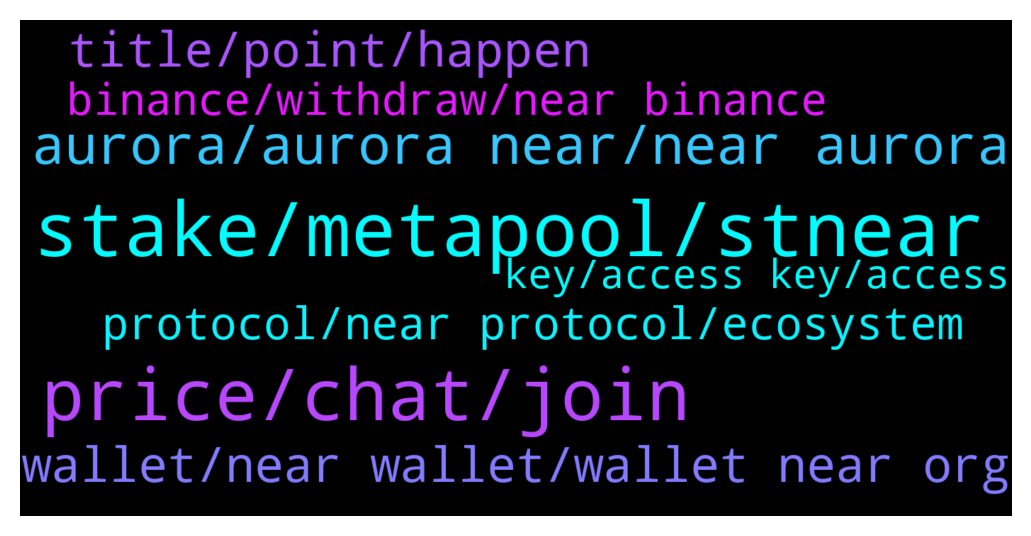 title/point/happen
binance/withdraw/near binance
aurora/aurora near/near aurora
stake/metapool/stnear
key/access key/access
protocol/near protocol/ecosystem
price/chat/join
wallet/near wallet/wallet near org